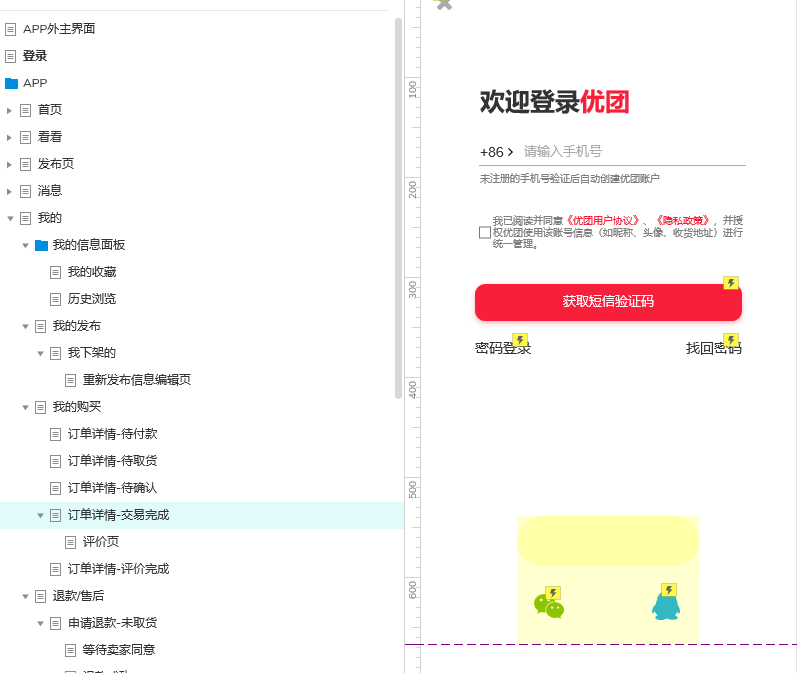 APP外主界面
登录
APP
首页
看看
发布页
消息
我的
我的信息面板
我的收藏
历史浏览
我的发布
我下架的
重新发布信息编辑页
我的购买
订单详情-待付款
订单详情-待取货
订单详情-待确认
订单详情-交易完成
评价页
订单详情-评价完成
退款/售后
申请退款-未取货
等待卖家同意
100
200
300
400
500
600
欢迎登录优团
+86 > 请输入手机号
未注册的手机号验证后自动创建优团账户
我已阅读并同意《优团用户协议》、《隐私政策》，并授
权优团使用该账号信息（如昵称、头像、收货地址）进行
统一管理。
获取短信验证码
密码登录 找回密码